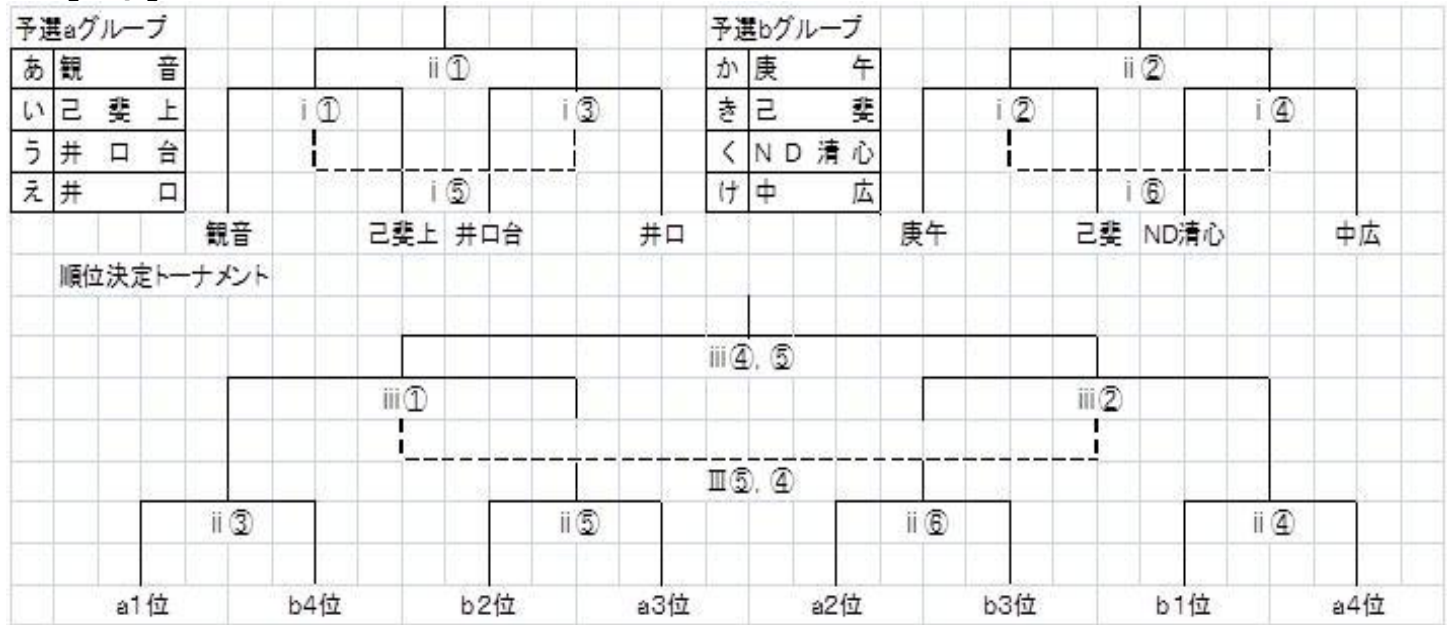 予選aグループ
予選bグループ
あ 観 音
ⅱ①
か 庚 午
ⅱ②
い 己 斐 上
ⅰ①
ⅰ③
き 己 斐
ⅰ②
ⅰ④
う 井 口 台
く ND清心
え 井 口
ⅰ⑤
け 中 広
ⅰ⑥
観音 己斐上 井口台 井口 庚午 己斐 ND清心 中広
順位決定トーナメント
ⅲ④, ⑤
ⅲ① ⅲ②
Ⅲ⑤, ④
ⅱ③ ⅱ⑤ ⅱ⑥ ⅱ④
a1位 b4位 b2位 a3位 a2位 b3位 b1位 a4位